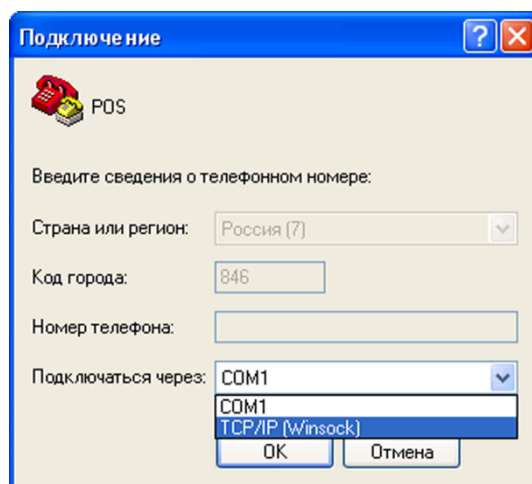 Подключение
POS
Введите сведения о телефонном номере:
Страна или регион: Россия (7)
Код города: 846
Номер телефона:
Подключаться через: COM1
COM1
TCP/IP (Winsock)
OK Отмена